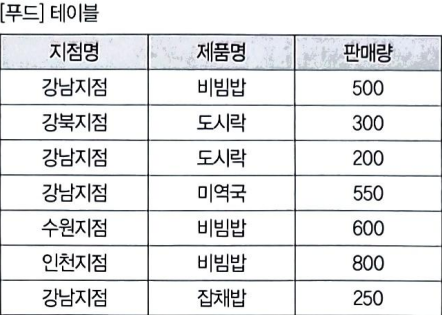 [푸드] 테이블
지점명 제품명 판매량
강남지점 비빔밥 500
강북지점 도시락 300
강남지점 도시락 200
강남지점 미역국 550
수원지점 비빔밥 600
인천지점 비빔밥 800
강남지점 잡채밥 250